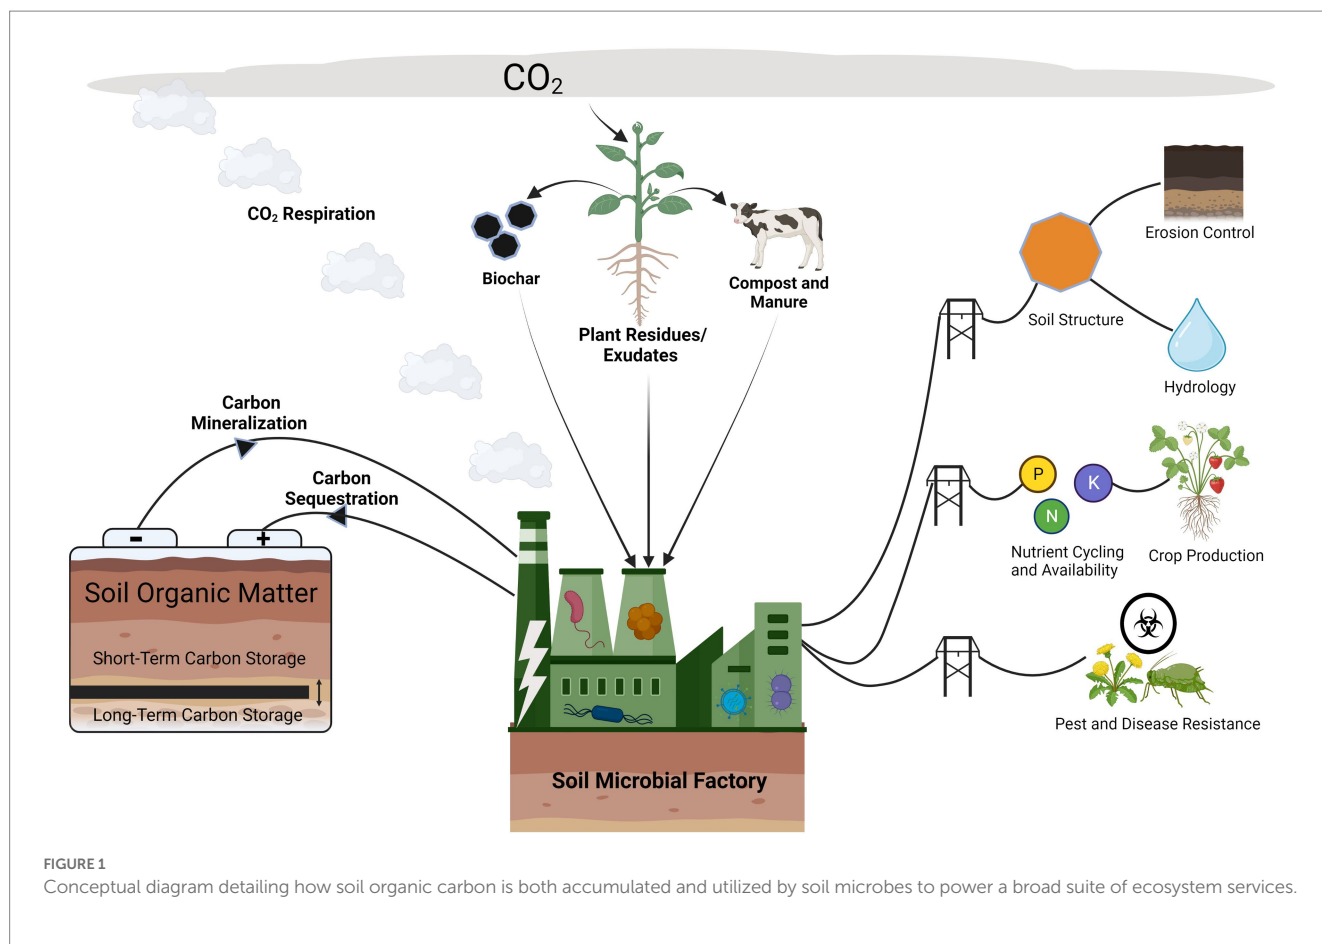 CO₂
CO₂ Respiration
Biochar
Plant Residues/
Exudates
Compost and
Manure
Erosion Control
Soil Structure
Hydrology
Carbon
Mineralization
Carbon
Sequestration
-
+
Soil Organic Matter
Short-Term Carbon Storage
Long-Term Carbon Storage
P
K
N
Nutrient Cycling
and Availability
Crop Production
Pest and Disease Resistance
Soil Microbial Factory
FIGURE 1
Conceptual diagram detailing how soil organic carbon is both accumulated and utilized by soil microbes to power a broad suite of ecosystem services.